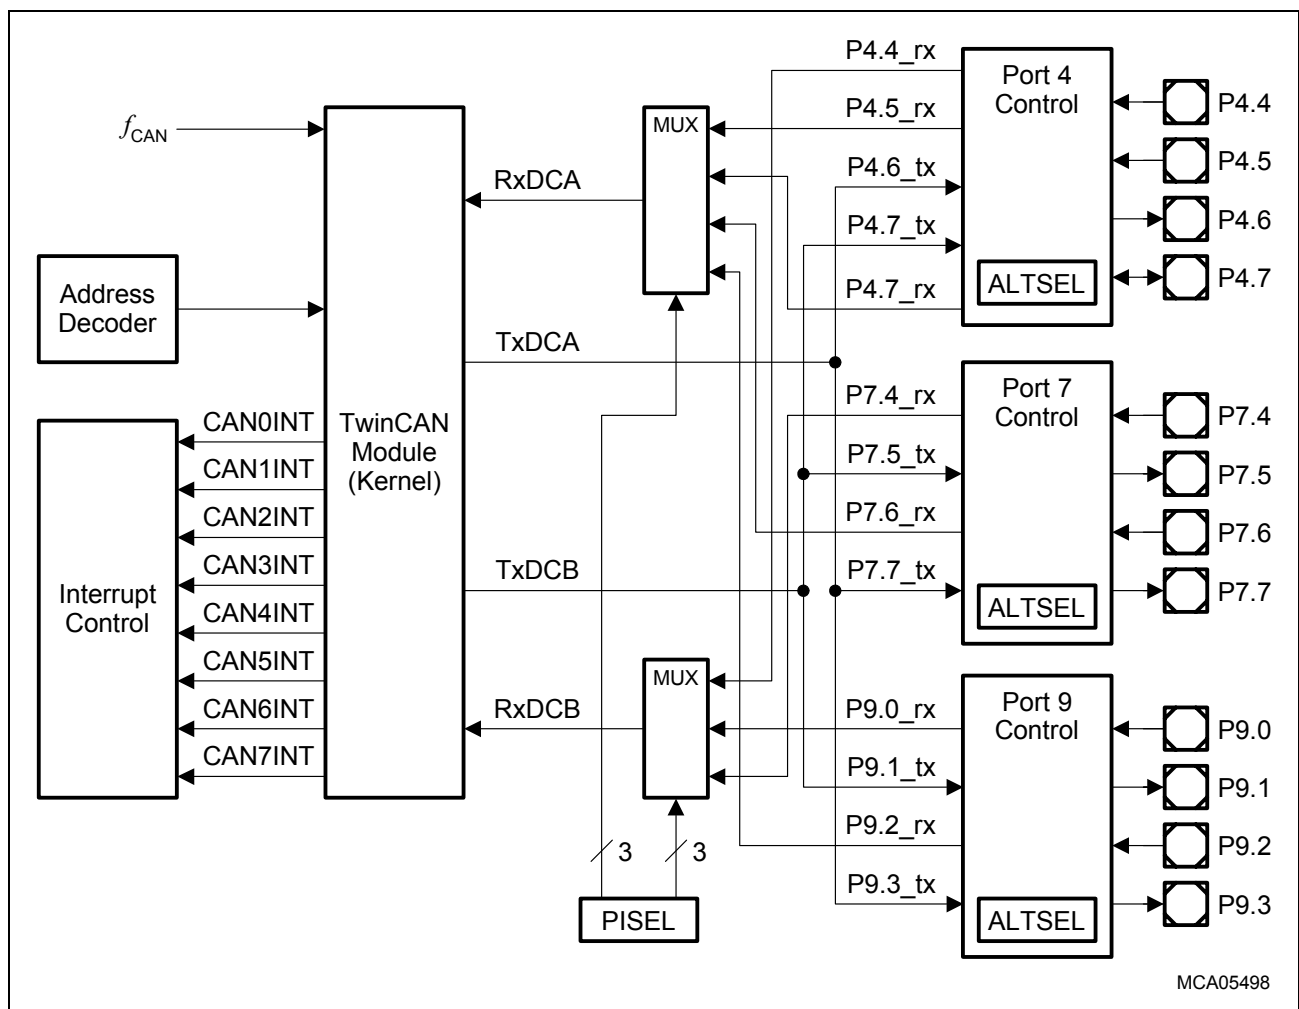 f CAN
Address
Decoder
Interrupt
Control
CAN0INT
CAN1INT
CAN2INT
CAN3INT
CAN4INT
CAN5INT
CAN6INT
CAN7INT
TwinCAN
Module
(Kernel)
RxDCA
TxDCA
TxDCB
RxDCB
MUX
MUX
3
3
PISEL
P4.4_rx
P4.5_rx
P4.6_tx
P4.7_tx
P4.7_rx
P7.4_rx
P7.5_tx
P7.6_rx
P7.7_tx
P9.0_rx
P9.1_tx
P9.2_rx
P9.3_tx
Port 4
Control
ALTSEL
Port 7
Control
ALTSEL
Port 9
Control
ALTSEL
P4.4
P4.5
P4.6
P4.7
P7.4
P7.5
P7.6
P7.7
P9.0
P9.1
P9.2
P9.3
MCA05498